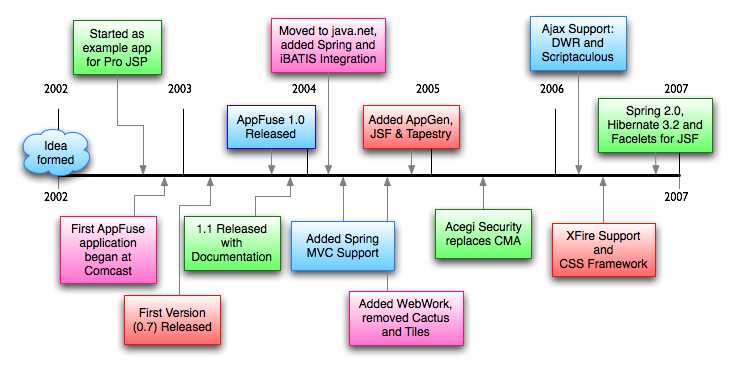 Started as
example app
for Pro JSP
Moved to java.net,
added Spring and
iBATIS Integration
Ajax Support:
DWR and
Scriptaculous
2002
2003
2004
2005
2006
2007
AppFuse 1.0
Released
Added AppGen,
JSF & Tapestry
Spring 2.0,
Hibernate 3.2 and
Facelets for JSF
Idea
formed
2002
2007
First AppFuse
application
began at
Comcast
1.1 Released
with
Documentation
Added Spring
MVC Support
Acegi Security
replaces CMA
XFire Support
and
CSS Framework
First Version
(0.7) Released
Added WebWork,
removed Cactus
and Tiles